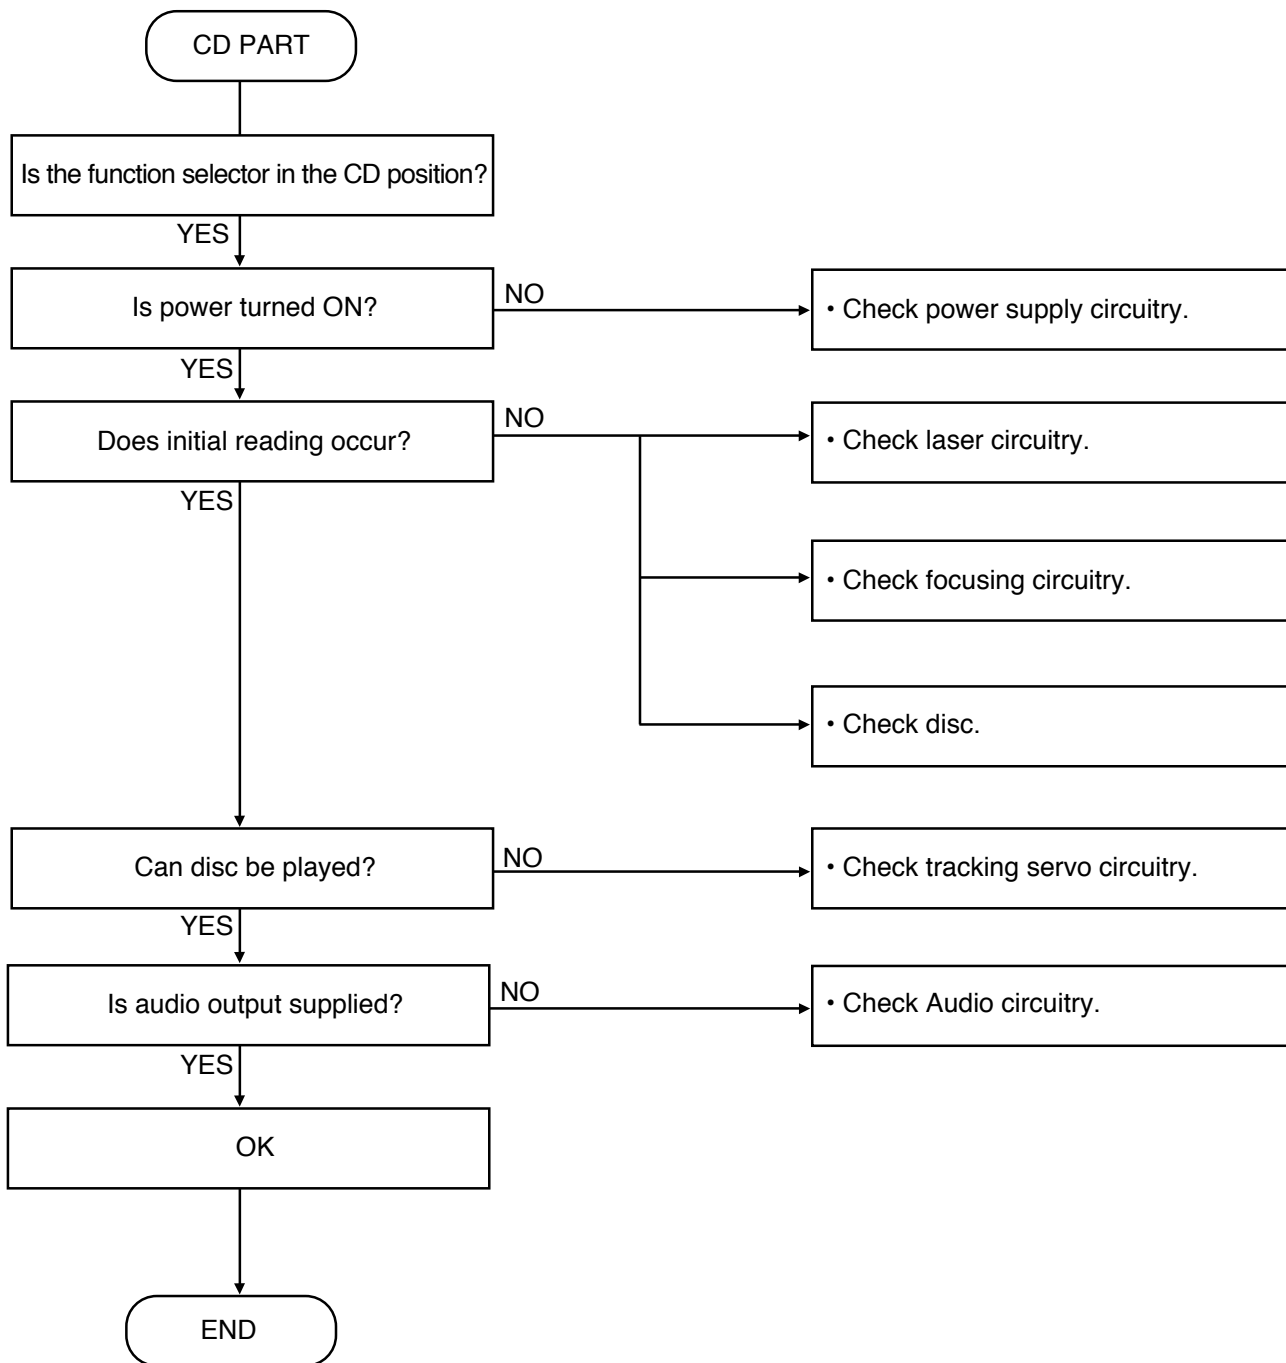 CD PART
Is the function selector in the CD position?
YES
Is power turned ON?
NO
• Check power supply circuitry.
YES
Does initial reading occur?
NO
• Check laser circuitry.
YES
• Check focusing circuitry.
• Check disc.
Can disc be played?
NO
• Check tracking servo circuitry.
YES
Is audio output supplied?
NO
• Check Audio circuitry.
YES
OK
END